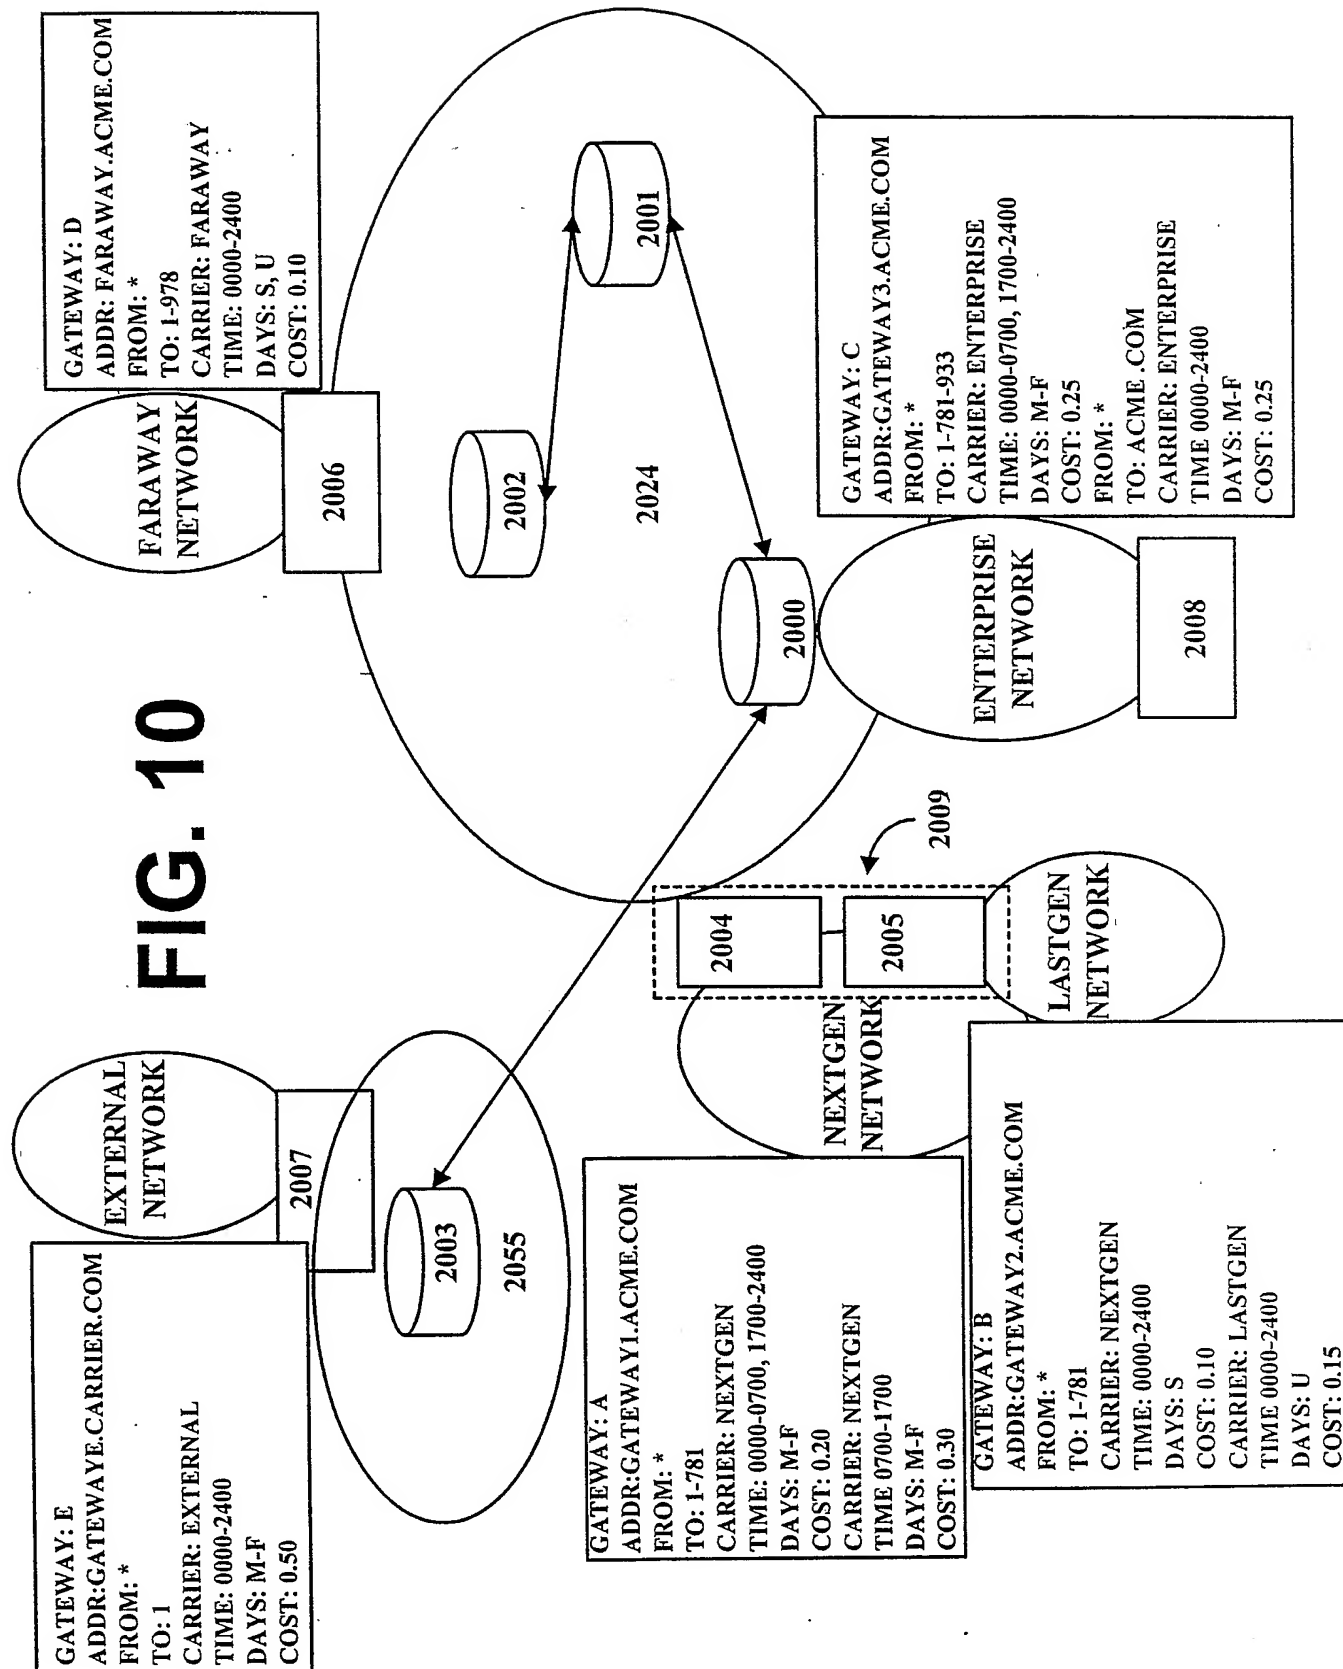 FIG. 10
GATEWAY: E
ADDR:GATEWAYE.CARRIER.COM
FROM: *
TO: 1
CARRIER: EXTERNAL
TIME: 0000-2400
DAYS: M-F
COST: 0.50
EXTERNAL
NETWORK
2007
2003
2055
FARAWAY
NETWORK
2006
GATEWAY: D
ADDR: FARAWAY.ACME.COM
FROM: *
TO: 1-978
CARRIER: FARAWAY
TIME: 0000-2400
DAYS: S, U
COST: 0.10
2002
2001
2024
2000
GATEWAY: A
ADDR:GATEWAY1.ACME.COM
FROM: *
TO: 1-781
CARRIER: NEXTGEN
TIME: 0000-0700, 1700-2400
DAYS: M-F
COST: 0.20
CARRIER: NEXTGEN
TIME 0700-1700
DAYS: M-F
COST: 0.30
NEXTGEN
NETWORK
2004
2005
2009
LASTGEN
NETWORK
GATEWAY: B
ADDR:GATEWAY2.ACME.COM
FROM: *
TO: 1-781
CARRIER: NEXTGEN
TIME: 0000-2400
DAYS: S
COST: 0.10
CARRIER: LASTGEN
TIME 0000-2400
DAYS: U
COST: 0.15
ENTERPRISE
NETWORK
2008
GATEWAY: C
ADDR:GATEWAY3.ACME.COM
FROM: *
TO: 1-781-933
CARRIER: ENTERPRISE
TIME: 0000-0700, 1700-2400
DAYS: M-F
COST: 0.25
FROM: *
TO: ACME .COM
CARRIER: ENTERPRISE
TIME 0000-2400
DAYS: M-F
COST: 0.25